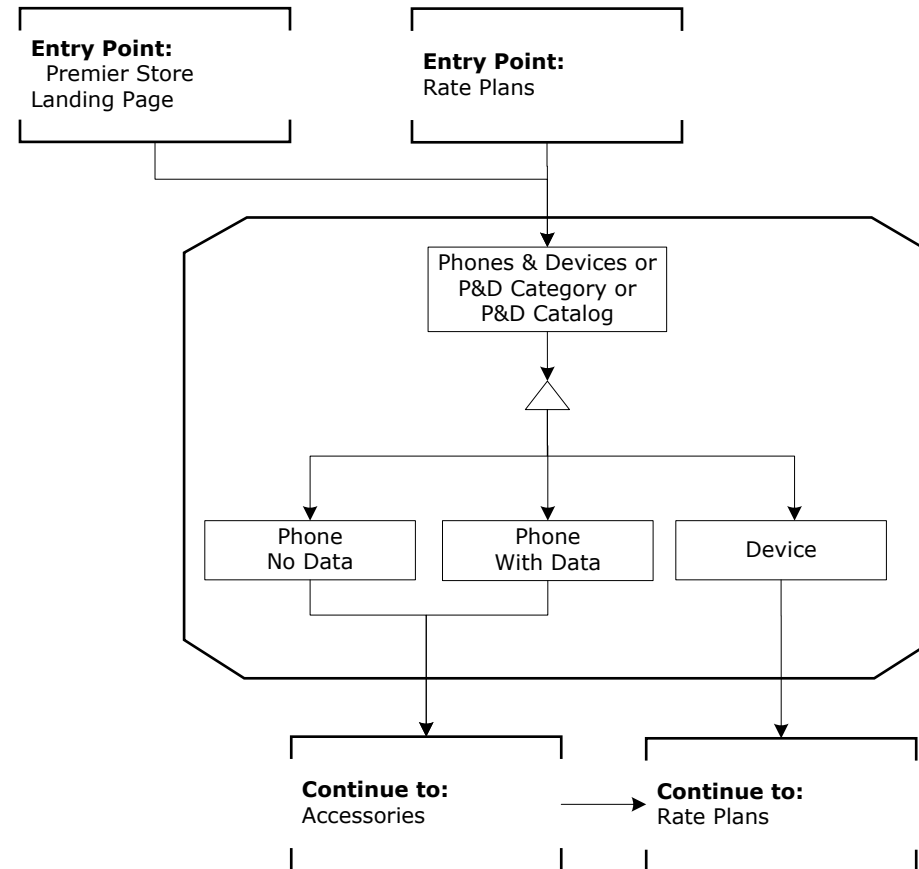 Entry Point:
Premier Store
Landing Page
Entry Point:
Rate Plans
Phones & Devices or
P&D Category or
P&D Catalog
Phone
No Data
Phone
With Data
Device
Continue to:
Accessories
Continue to:
Rate Plans